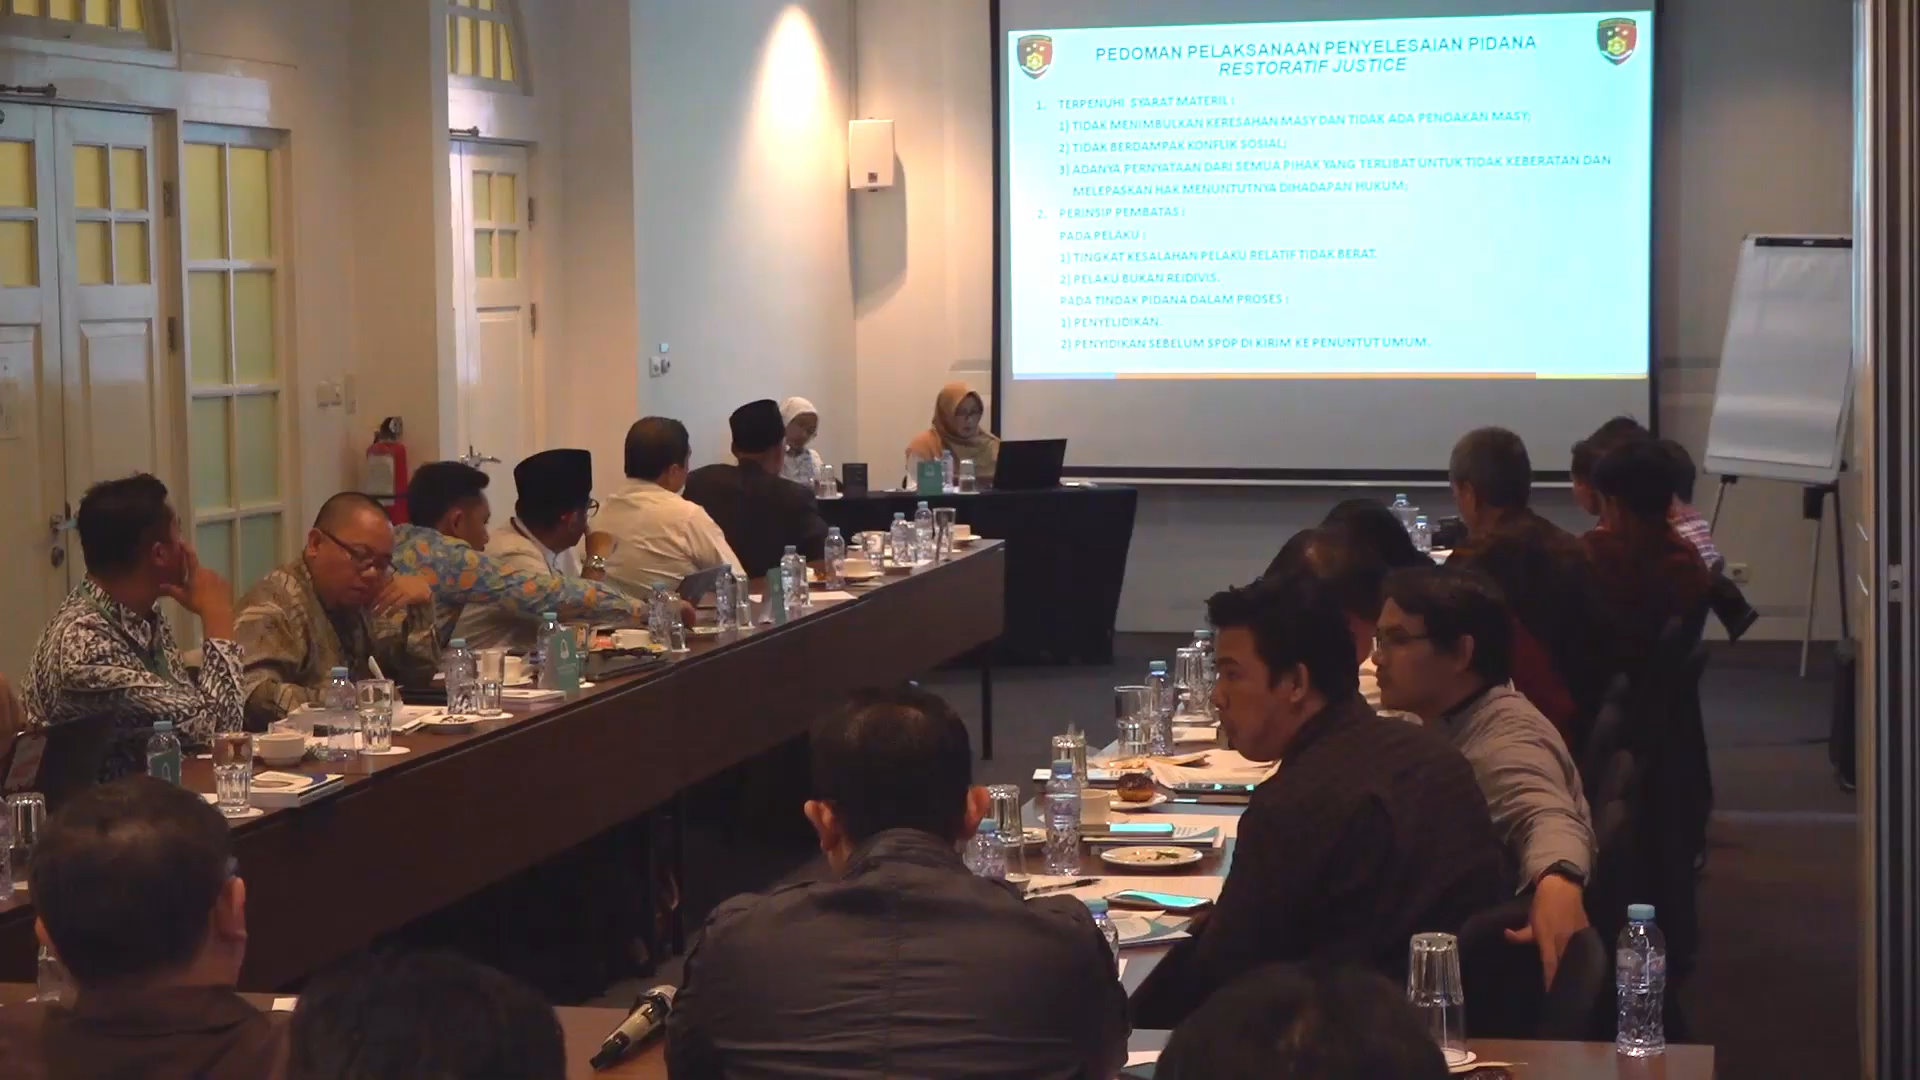 PEDOMAN PELAKSANAAN PENYELESAIAN PIDANA
RESTORATIF JUSTICE
1. TERPENUHI SYARAT MATERIL :
1) TIDAK MENIMBULKAN KERESAHAN MASY DAN TIDAK ADA PENOAKAN MASY;
2) TIDAK BERDAMPAK KONFLIK SOSIAL;
3) ADANYA PERNYATAAN DARI SEMUA PIHAK YANG TERLIBAT UNTUK TIDAK KEBERATAN DAN
MELEPASKAN HAK MENUNTUTNYA DIHADAPAN HUKUM;
2. PERINSIP PEMBATAS :
PADA PELAKU :
1) TINGKAT KESALAHAN PELAKU RELATIF TIDAK BERAT.
2) PELAKU BUKAN REIDIVIS.
PADA TINDAK PIDANA DALAM PROSES :
1) PENYELIDIKAN.
2) PENYIDIKAN SEBELUM SPDP DI KIRIM KE PENUNTUT UMUM.